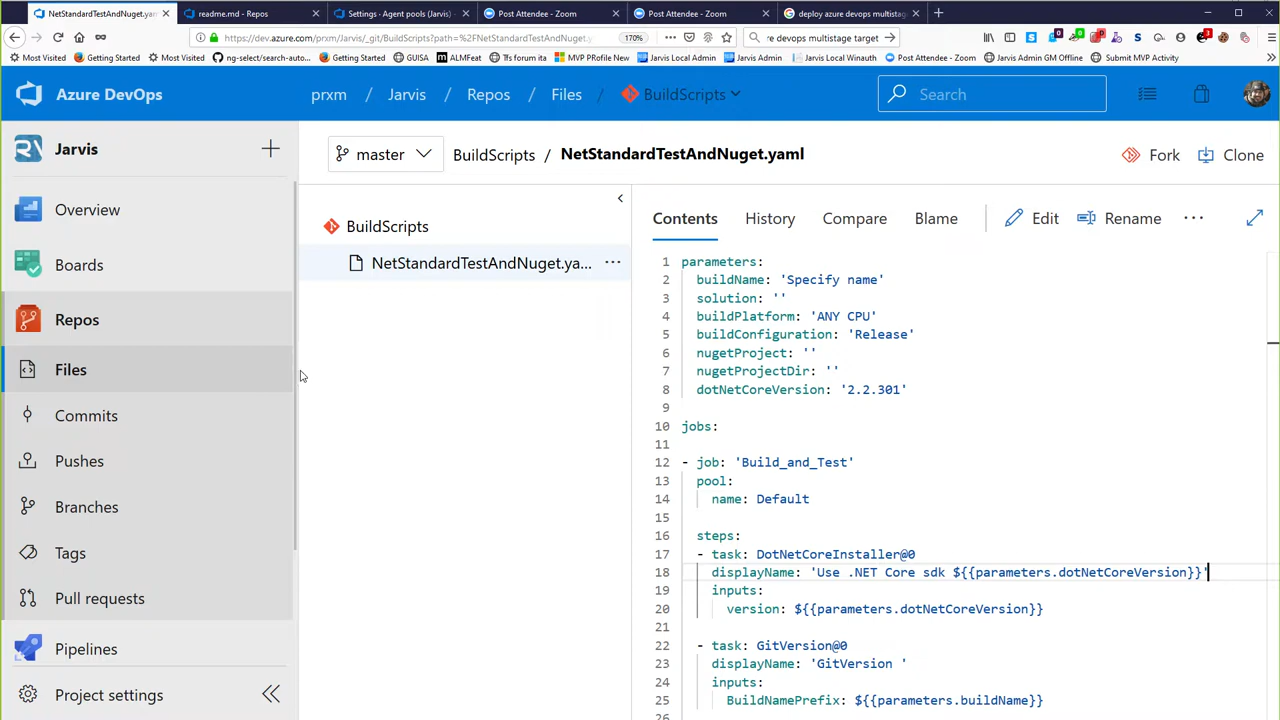 NetStandardTestAndNuget.yaml - 
readme.md - Repos
Settings - Agent pools (Jarvis) - 
Post Attendee - Zoom
Post Attendee - Zoom
deploy azure devops multistage
https://dev.azure.com/prxm/Jarvis/_git/BuildScripts?path=%2FNetStandardTestAndNuget.y
170%
re devops multistage target
Most Visited
Getting Started
Most Visited
ng-select/search-auto...
Getting Started
GUISA
ALMFeat
Tfs forum ita
MVP PRofile New
Jarvis Local Admin
Jarvis Admin
Jarvis Local Winauth
Post Attendee - Zoom
Jarvis Admin GM Offline
Submit MVP Activity
Azure DevOps
prxm / Jarvis / Repos / Files / BuildScripts
Search
Jarvis
master
BuildScripts / NetStandardTestAndNuget.yaml
Fork
Clone
Overview
Boards
Repos
Files
Commits
Pushes
Branches
Tags
Pull requests
Pipelines
Project settings
BuildScripts
NetStandardTestAndNuget.ya...
Contents
History
Compare
Blame
Edit
Rename
1 parameters:
2 buildName: 'Specify name'
3 solution: ''
4 buildPlatform: 'ANY CPU'
5 buildConfiguration: 'Release'
6 nugetProject: ''
7 nugetProjectDir: ''
8 dotNetCoreVersion: '2.2.301'
9
10 jobs:
11
12 - job: 'Build_and_Test'
13 pool:
14 name: Default
15
16 steps:
17 - task: DotNetCoreInstaller@0
18 displayName: 'Use .NET Core sdk ${{parameters.dotNetCoreVersion}}'
19 inputs:
20 version: ${{parameters.dotNetCoreVersion}}
21
22 - task: GitVersion@0
23 displayName: 'GitVersion '
24 inputs:
25 BuildNamePrefix: ${{parameters.buildName}}
26